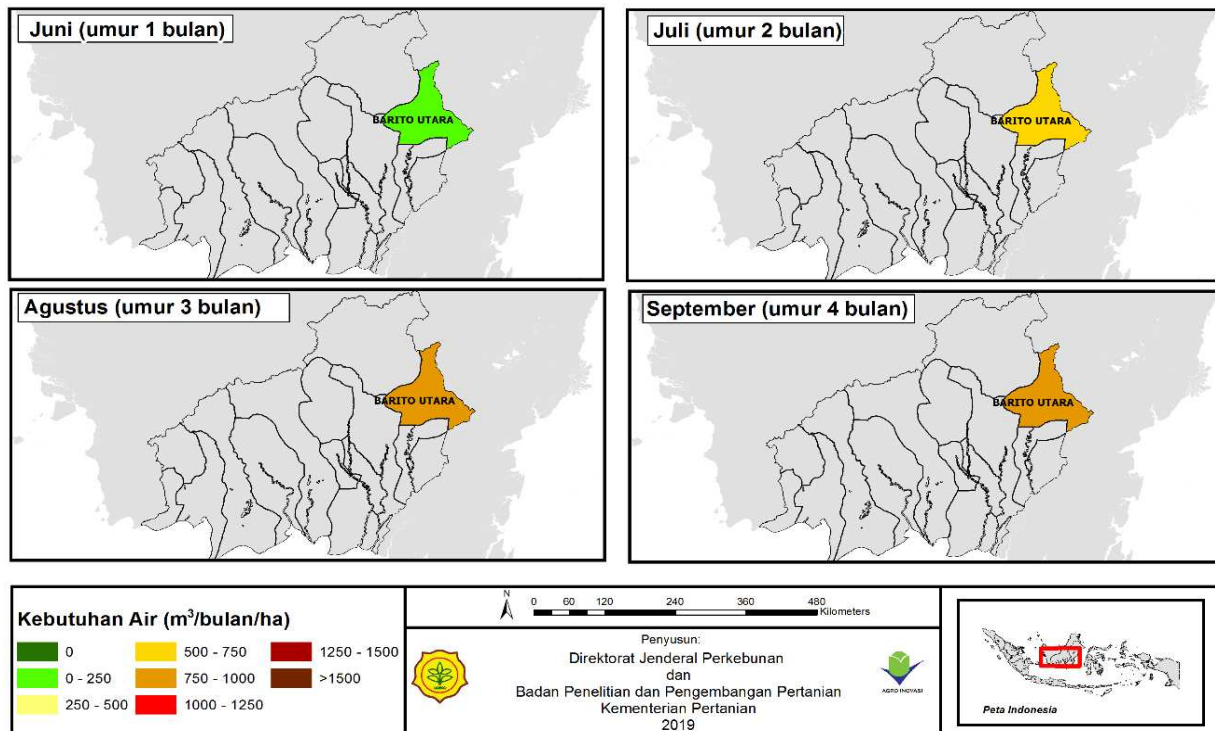 Juni (umur 1 bulan)
BARITO UTARA
Juli (umur 2 bulan)
BARITO UTARA
Agustus (umur 3 bulan)
BARITO UTARA
September (umur 4 bulan)
BARITO UTARA
Kebutuhan Air (m³/bulan/ha)
0
0 - 250
250 - 500
500 - 750
750 - 1000
1000 - 1250
1250 - 1500
>1500
N
0 60 120 240 360 480
Kilometers
Penyusun:
Direktorat Jenderal Perkebunan
dan
Badan Penelitian dan Pengembangan Pertanian
Kementerian Pertanian
2019
AGRO INOVASI
Peta Indonesia